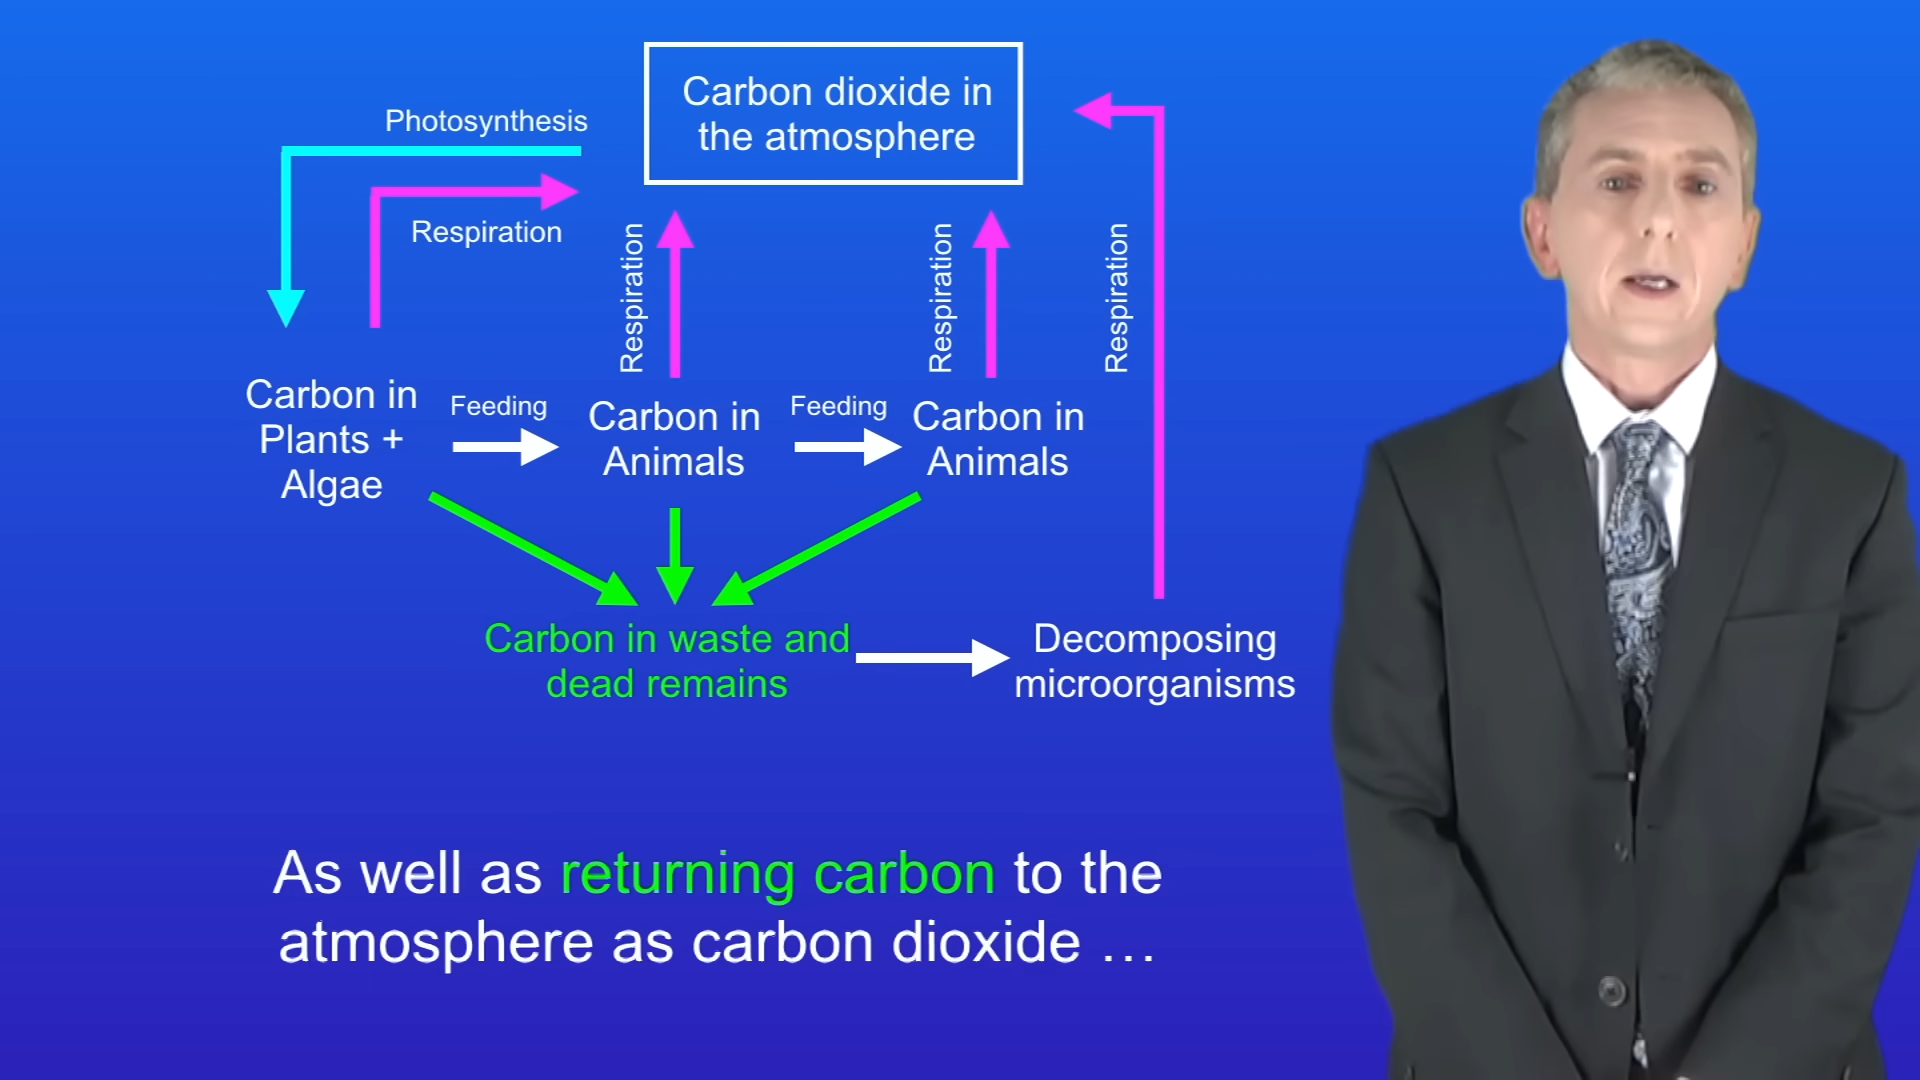 Carbon dioxide in
the atmosphere
Photosynthesis
Respiration
Respiration
Respiration
Respiration
Carbon in
Plants +
Algae
Feeding
Carbon in
Animals
Feeding
Carbon in
Animals
Carbon in waste and
dead remains
Decomposing
microorganisms
As well as returning carbon to the
atmosphere as carbon dioxide ...